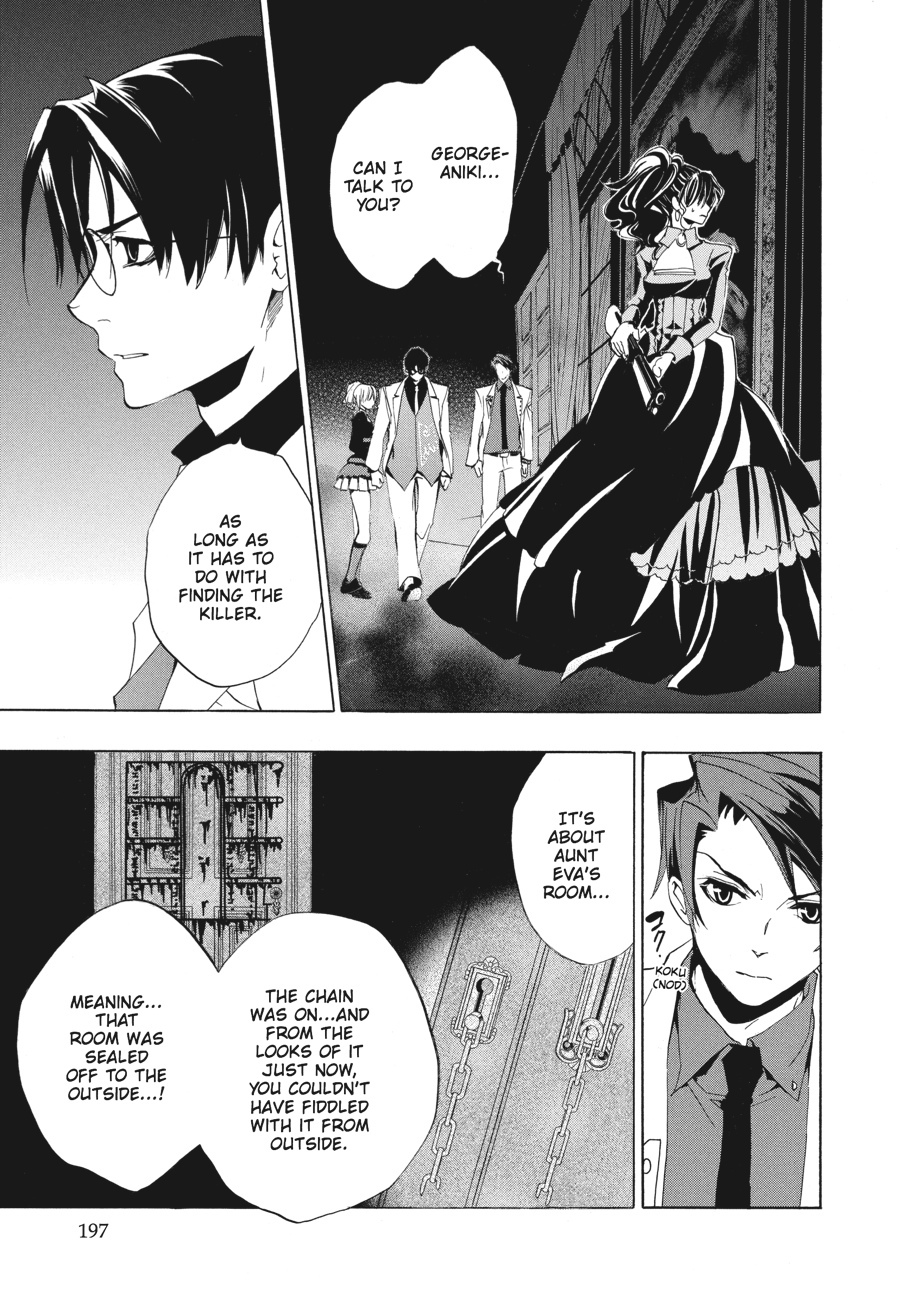 GEORGE-
ANIKI...
CAN I
TALK TO
YOU?
AS
LONG AS
IT HAS TO
DO WITH
FINDING THE
KILLER.
コク
KOKU
(NOD)
IT'S
ABOUT
AUNT
EVA'S
ROOM...
THE CHAIN
WAS ON...AND
FROM THE
LOOKS OF IT
JUST NOW,
YOU COULDN'T
HAVE FIDDLED
WITH IT FROM
OUTSIDE.
MEANING...
THAT
ROOM WAS
SEALED
OFF TO THE
OUTSIDE...!
197